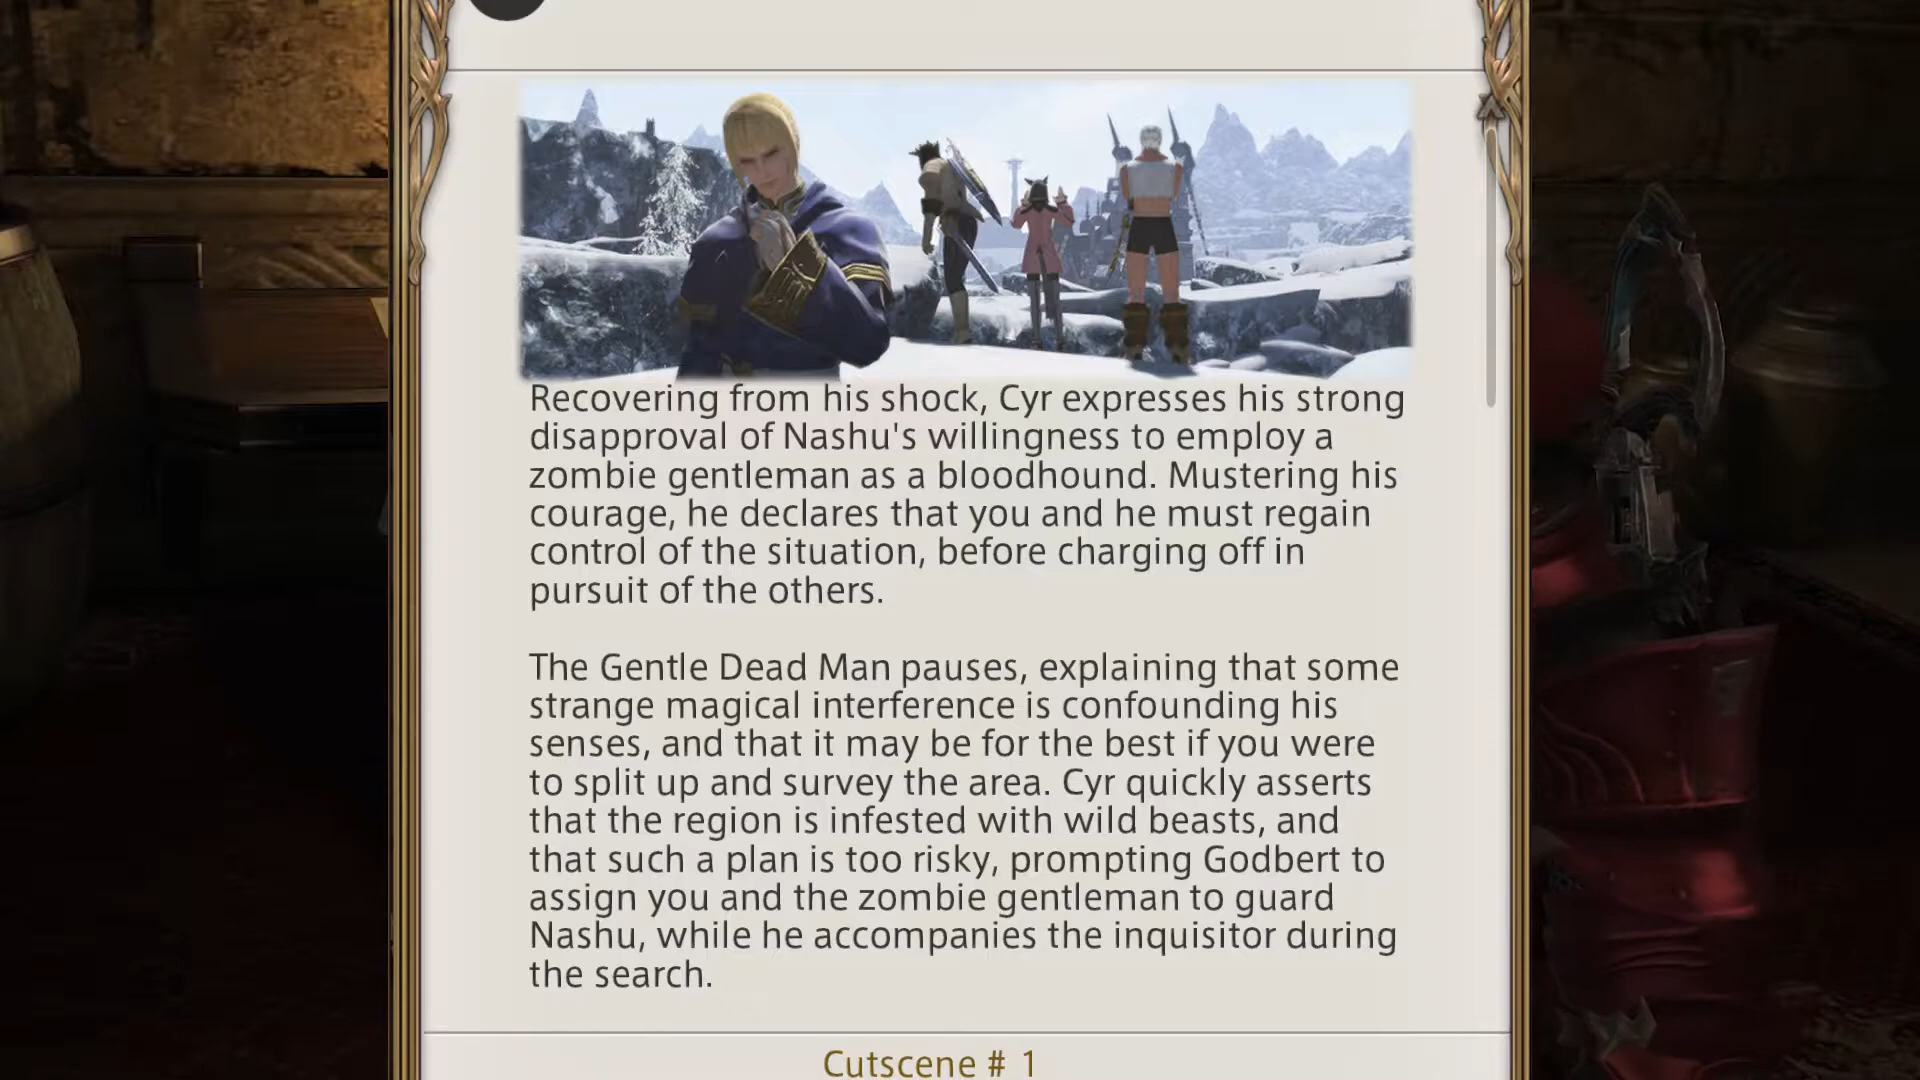 Recovering from his shock, Cyr expresses his strong
disapproval of Nashu's willingness to employ a
zombie gentleman as a bloodhound. Mustering his
courage, he declares that you and he must regain
control of the situation, before charging off in
pursuit of the others.
The Gentle Dead Man pauses, explaining that some
strange magical interference is confounding his
senses, and that it may be for the best if you were
to split up and survey the area. Cyr quickly asserts
that the region is infested with wild beasts, and
that such a plan is too risky, prompting Godbert to
assign you and the zombie gentleman to guard
Nashu, while he accompanies the inquisitor during
the search.
Cutscene # 1